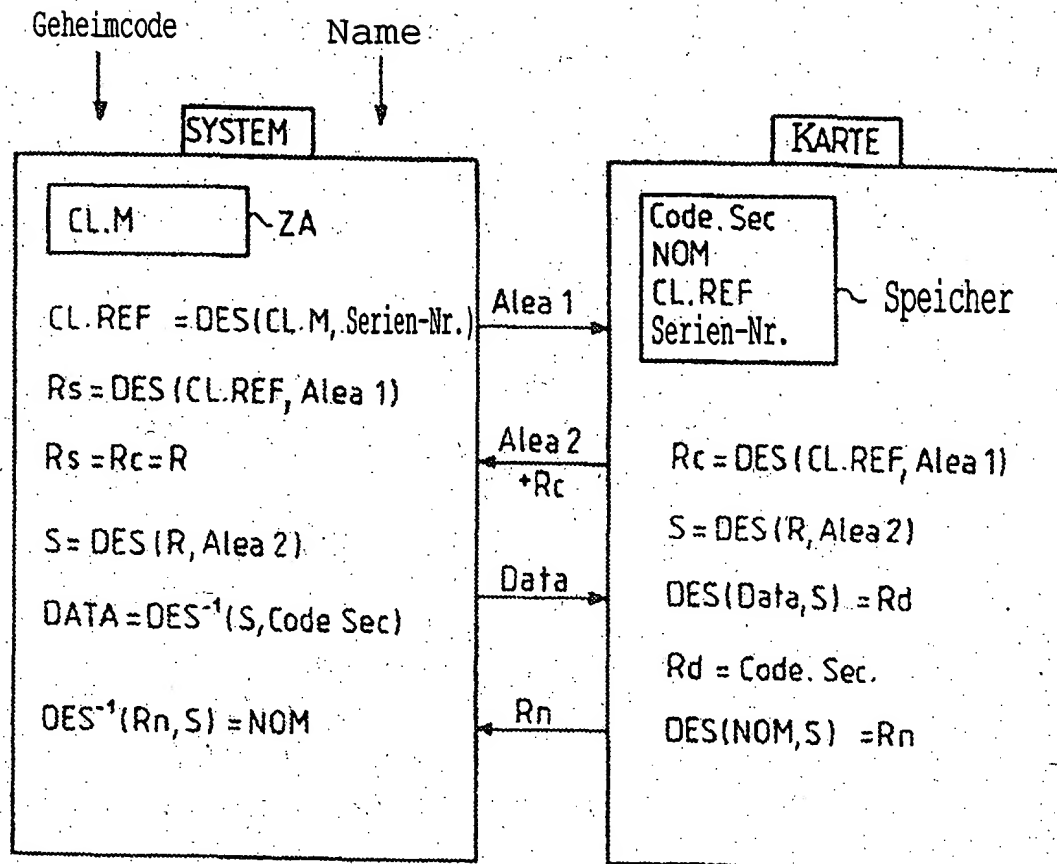 Geheimcode
Name
SYSTEM
CL.M
ZA
CL.REF = DES(CL.M, Serien-Nr.)
Rs = DES (CL.REF, Alea 1)
Rs = Rc = R
S = DES (R, Alea 2)
DATA = DES⁻¹(S, Code Sec)
DES⁻¹(Rn, S) = NOM
Alea 1
Alea 2
+Rc
Data
Rn
KARTE
Code. Sec
NOM
CL.REF
Serien-Nr.
Speicher
Rc = DES(CL.REF, Alea 1)
S = DES (R, Alea 2)
DES(Data, S) = Rd
Rd = Code. Sec.
DES(NOM, S) = Rn